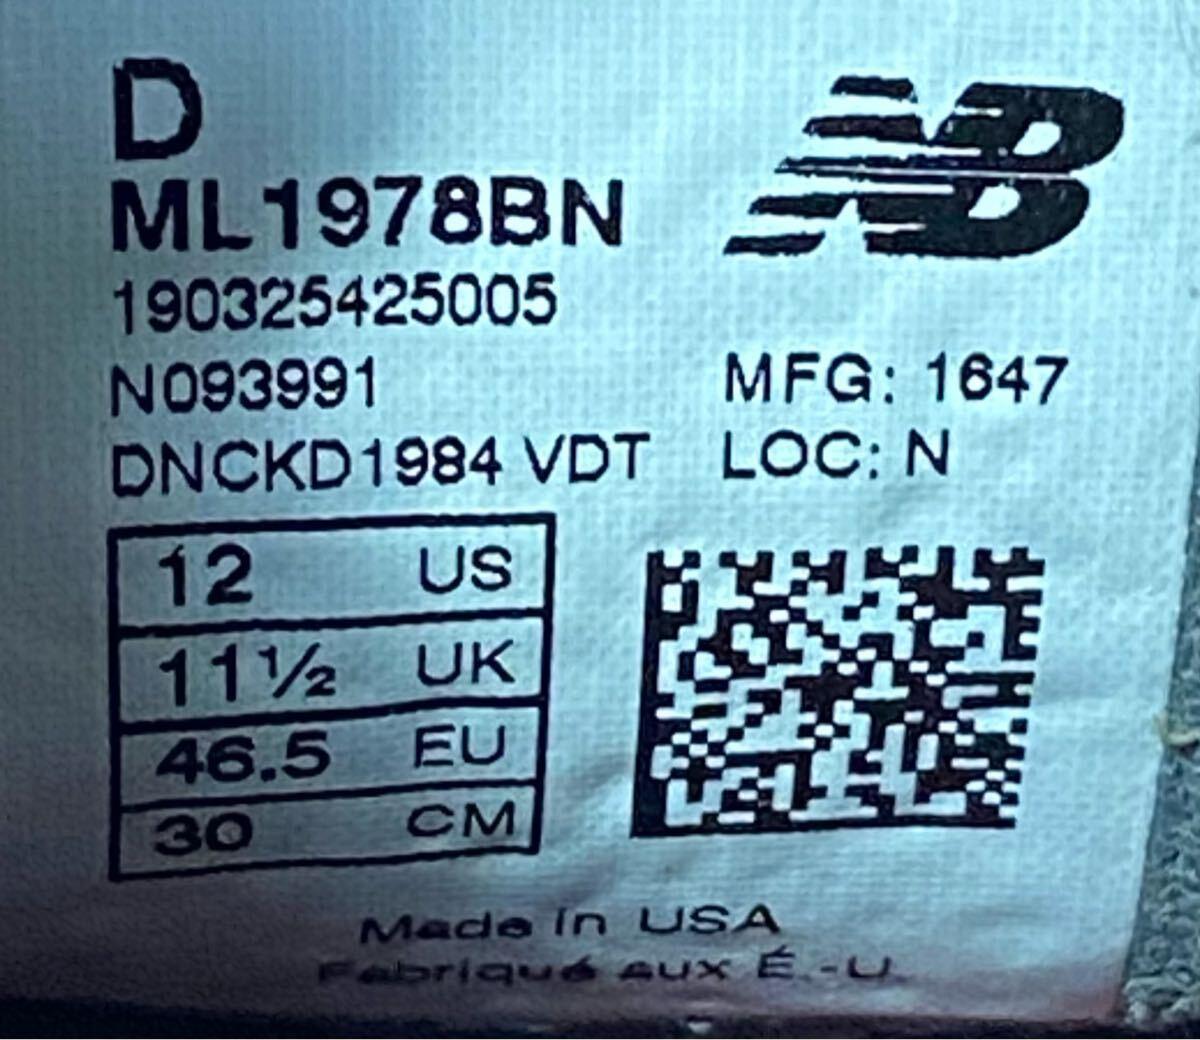 D
NB
ML1978BN
190325425005
N093991
MFG: 1647
DNCKD1984 VDT
LOC: N
12 US
11½ UK
46.5 EU
30 CM
Made in USA
Fabriqué aux É.-U.